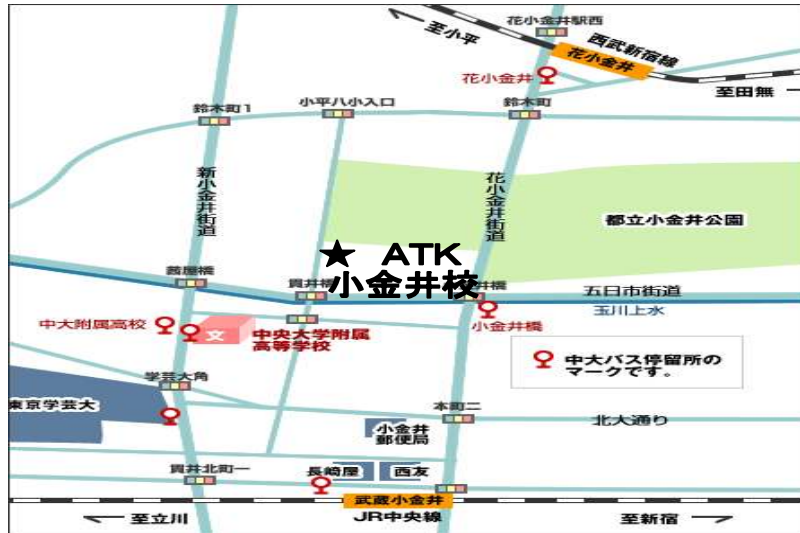 花小金井駅西
至小平
西武新宿線
花小金井
花小金井
至田無
鈴木町1
小平八小入口
鈴木町
新小金井街道
花小金井街道
都立小金井公園
★ ATK
小金井校
茜屋橋
貫井橋
井橋
五日市街道
玉川上水
中大附属高校
文
中央大学附属
高等学校
小金井橋
中大バス停留所の
マークです。
学芸大角
東京学芸大
本町二
北大通り
小金井
郵便局
貫井北町一
長崎屋
西友
武蔵小金井
至立川
JR中央線
至新宿